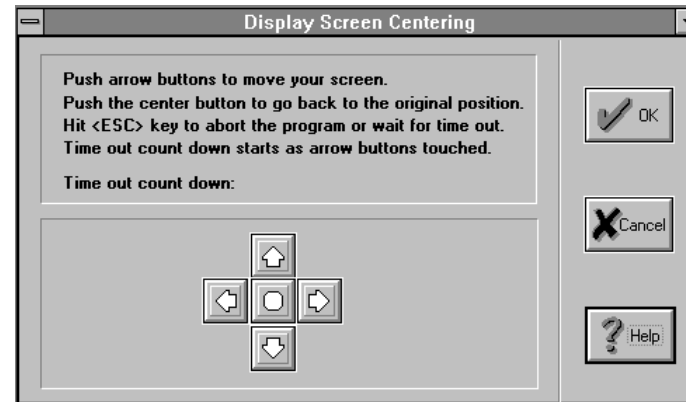 Display Screen Centering
Push arrow buttons to move your screen.
Push the center button to go back to the original position.
Hit <ESC> key to abort the program or wait for time out.
Time out count down starts as arrow buttons touched.
Time out count down:
OK
Cancel
Help